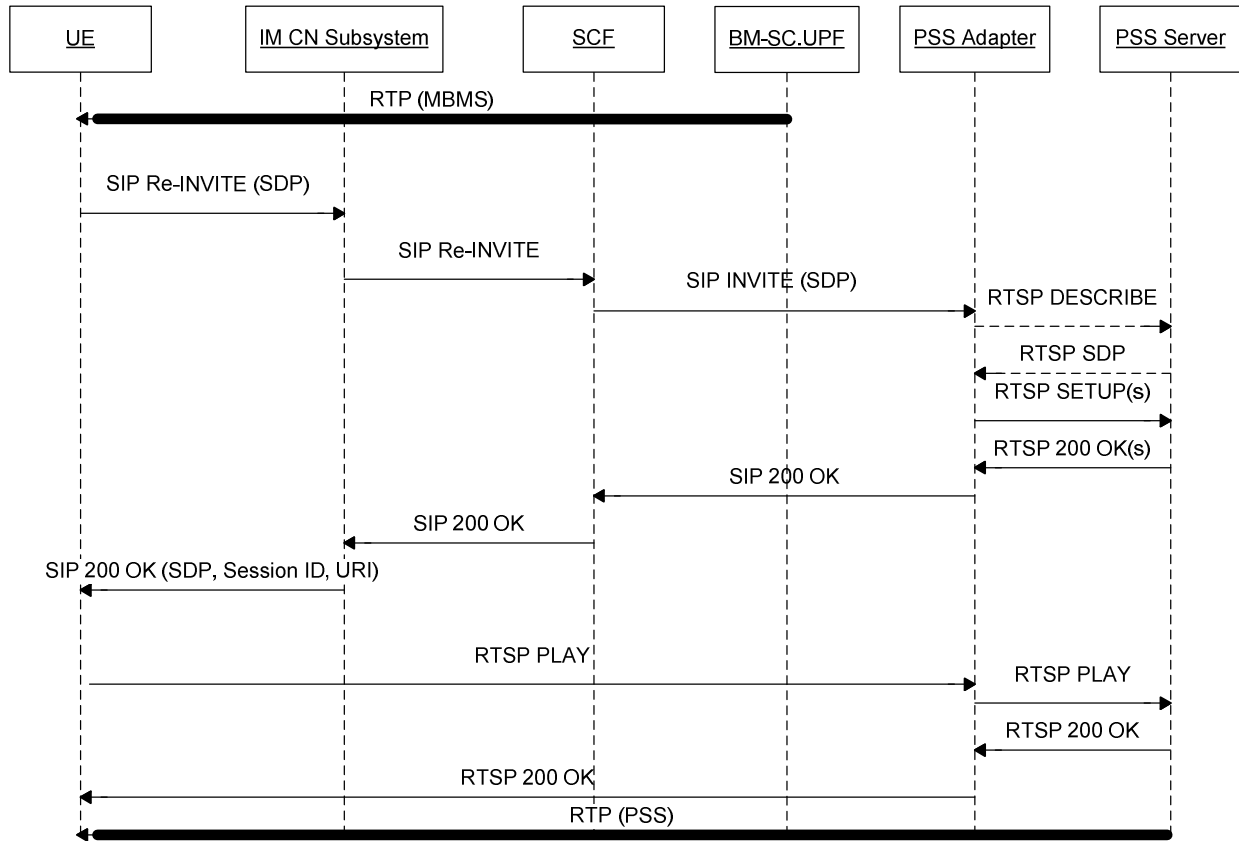 UE
IM CN Subsystem
SCF
BM-SC.UPF
PSS Adapter
PSS Server
RTP (MBMS)
SIP Re-INVITE (SDP)
SIP Re-INVITE
SIP INVITE (SDP)
RTSP DESCRIBE
RTSP SDP
RTSP SETUP(s)
RTSP 200 OK(s)
SIP 200 OK
SIP 200 OK
SIP 200 OK (SDP, Session ID, URI)
RTSP PLAY
RTSP PLAY
RTSP 200 OK
RTSP 200 OK
RTP (PSS)